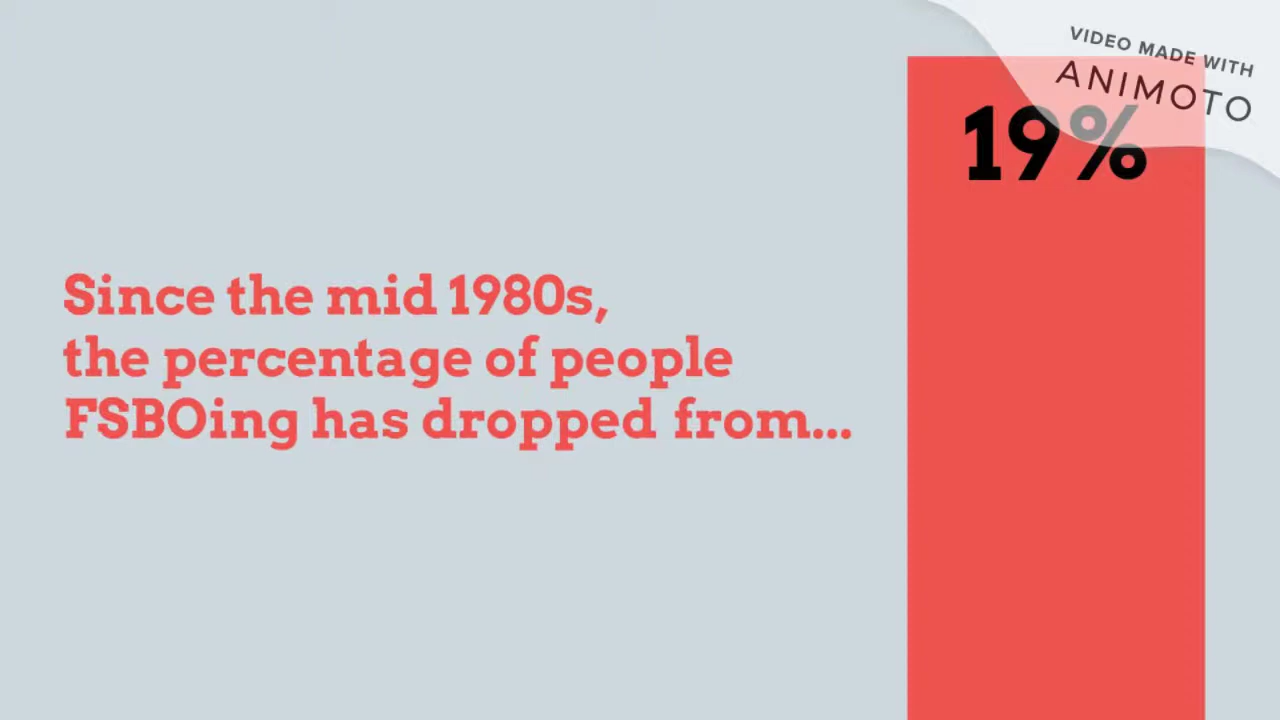 VIDEO MADE WITH
ANIMOTO
19%
Since the mid 1980s,
the percentage of people
FSBOing has dropped from...